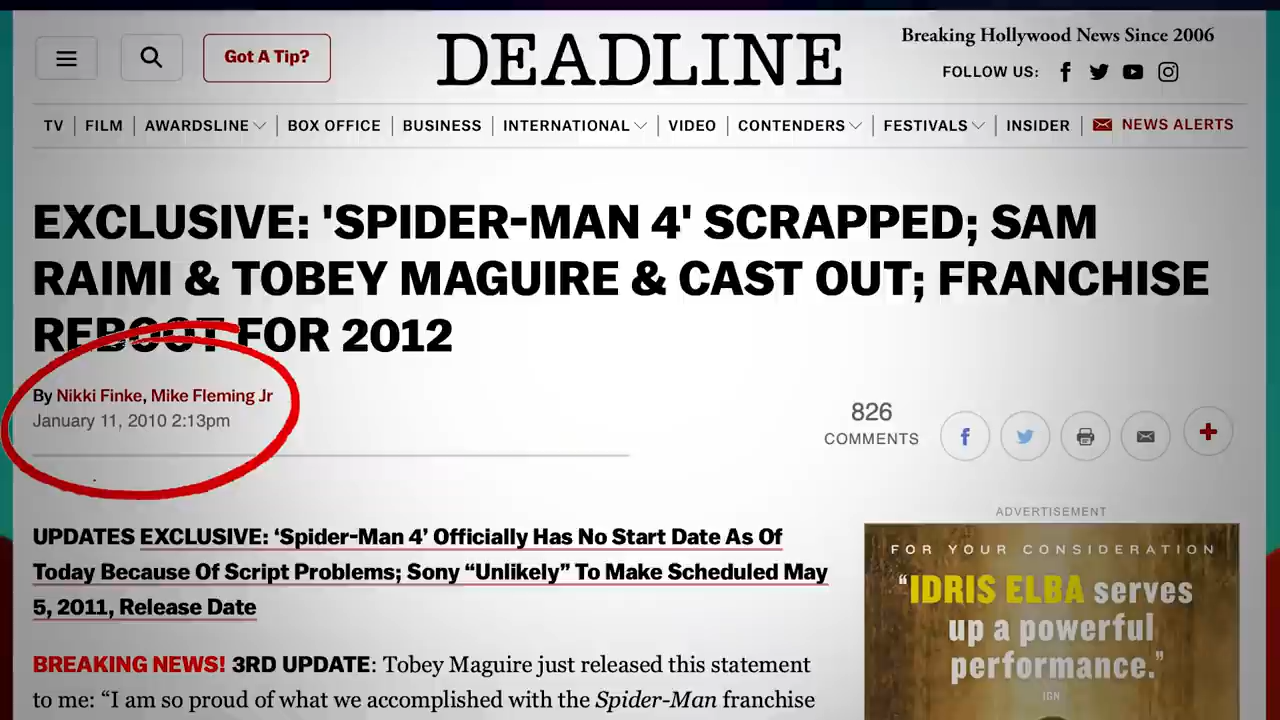 Got A Tip?
DEADLINE
Breaking Hollywood News Since 2006
FOLLOW US:
TV
FILM
AWARDSLINE
BOX OFFICE
BUSINESS
INTERNATIONAL
VIDEO
CONTENDERS
FESTIVALS
INSIDER
NEWS ALERTS
EXCLUSIVE: 'SPIDER-MAN 4' SCRAPPED; SAM
RAIMI & TOBEY MAGUIRE & CAST OUT; FRANCHISE
REBOOT FOR 2012
By Nikki Finke, Mike Fleming Jr
January 11, 2010 2:13pm
826
COMMENTS
UPDATES EXCLUSIVE: ‘Spider-Man 4’ Officially Has No Start Date As Of
Today Because Of Script Problems; Sony “Unlikely” To Make Scheduled May
5, 2011, Release Date
BREAKING NEWS! 3RD UPDATE: Tobey Maguire just released this statement
to me: “I am so proud of what we accomplished with the Spider-Man franchise
ADVERTISEMENT
FOR YOUR CONSIDERATION
“IDRIS ELBA serves
up a powerful
performance.”
IGN